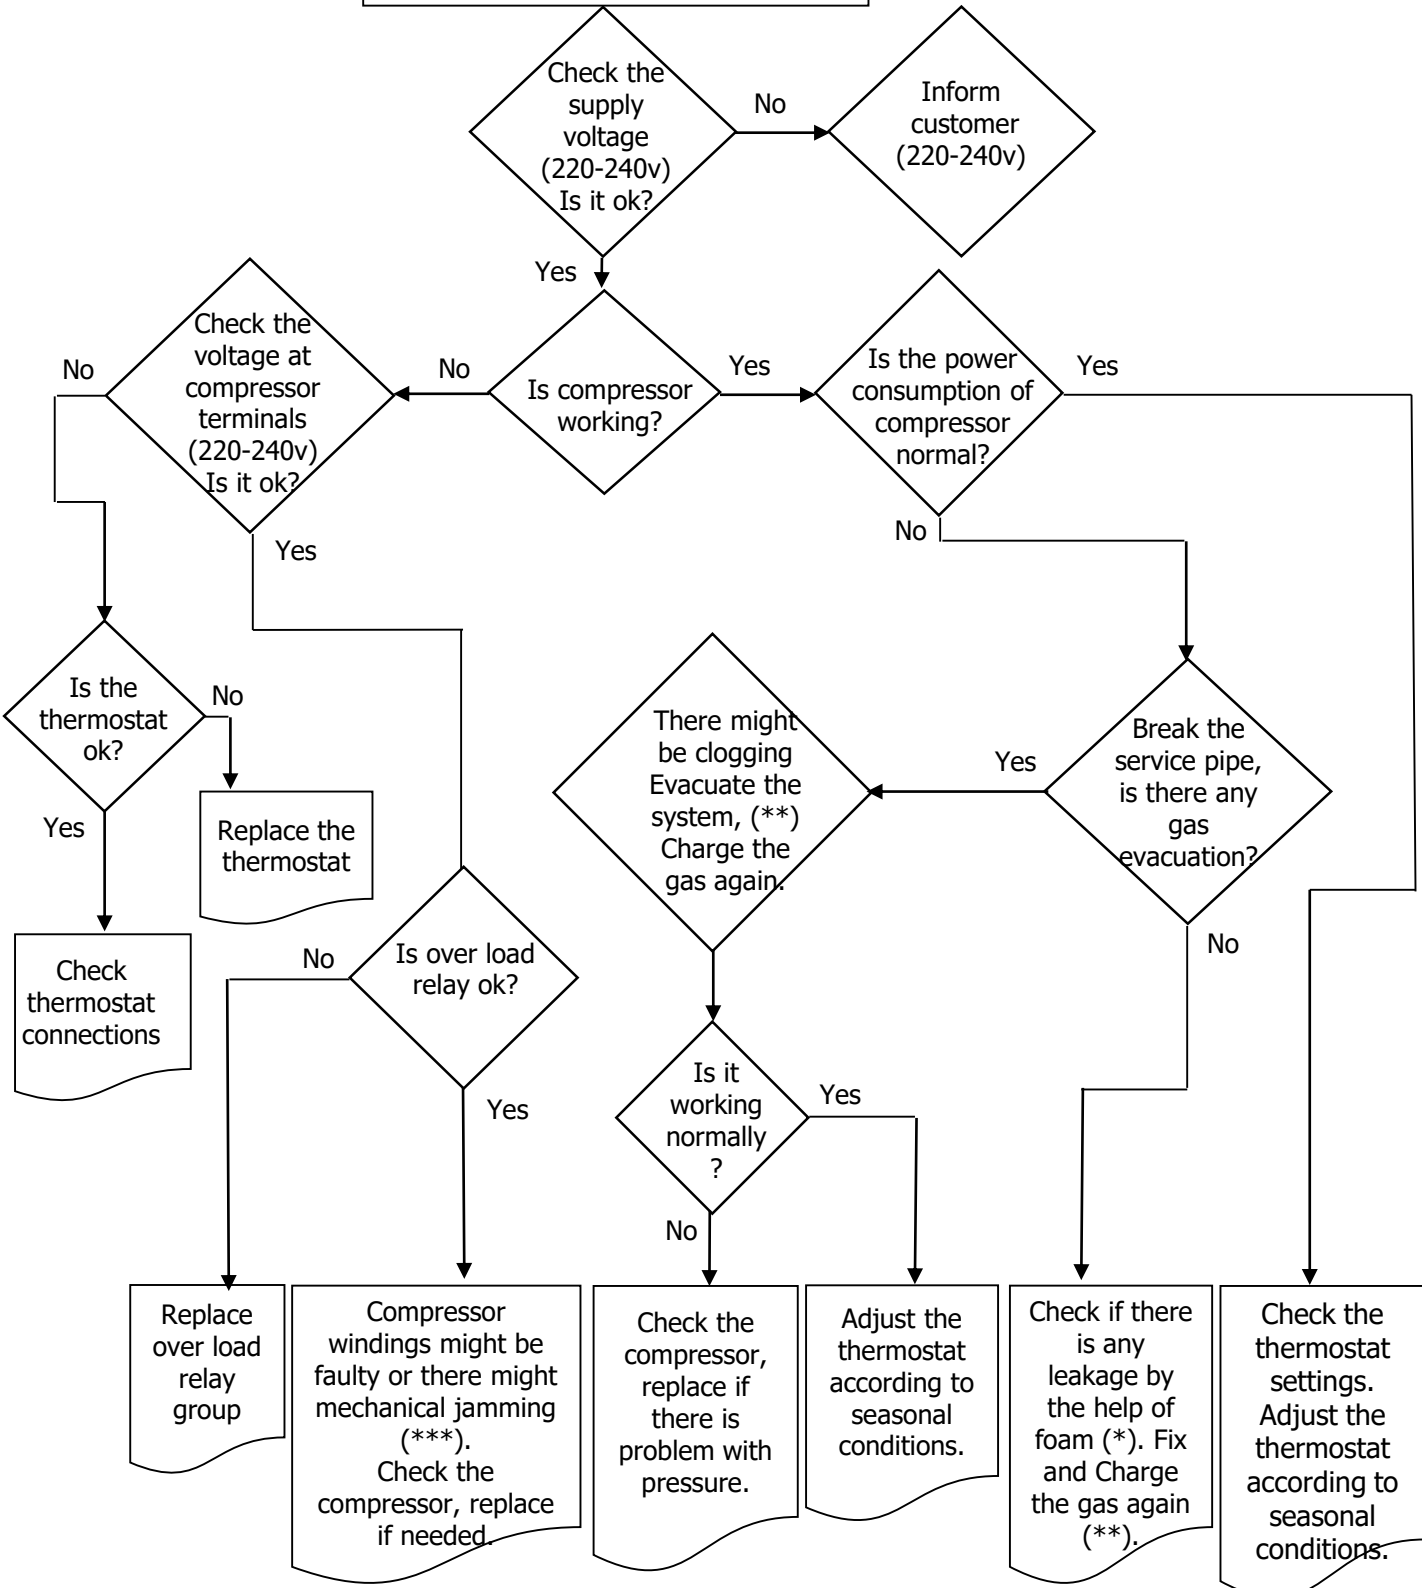 Check the
supply
voltage
(220-240v)
Is it ok?
No
Inform
customer
(220-240v)
Yes
Check the
voltage at
compressor
terminals
(220-240v)
Is it ok?
No
No
Is compressor
working?
Yes
Is the power
consumption of
compressor
normal?
Yes
No
Yes
Is the
thermostat
ok?
No
Yes
Replace the
thermostat
Check
thermostat
connections
There might
be clogging
Evacuate the
system, (**)
Charge the
gas again.
Yes
Break the
service pipe,
is there any
gas
evacuation?
No
No
Is over load
relay ok?
Yes
Is it
working
normally
?
Yes
No
Replace
over load
relay
group
Compressor
windings might be
faulty or there might
mechanical jamming
(***).
Check the
compressor, replace
if needed.
Check the
compressor,
replace if
there is
problem with
pressure.
Adjust the
thermostat
according to
seasonal
conditions.
Check if there
is any
leakage by
the help of
foam (*). Fix
and Charge
the gas again
(**).
Check the
thermostat
settings.
Adjust the
thermostat
according to
seasonal
conditions.